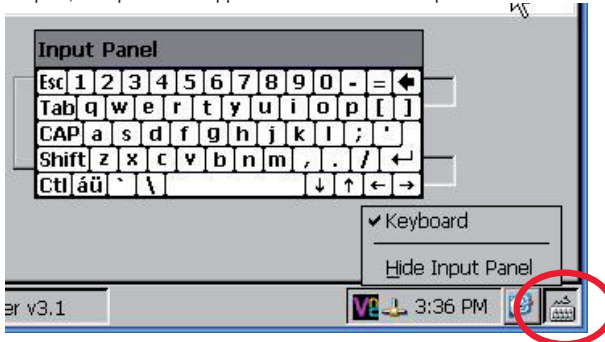 Input Panel
Esc 1 2 3 4 5 6 7 8 9 0 - =
Tab q w e r t y u i o p [ ]
CAP a s d f g h j k l ; '
Shift z x c v b n m , . / ↵
Ctl áü ` \ ↓ ↑ ← →
✓ Keyboard
Hide Input Panel
er v3.1
3:36 PM